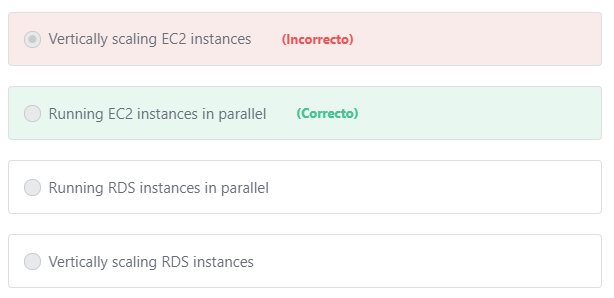 Vertically scaling EC2 instances (Incorrecto)
Running EC2 instances in parallel (Correcto)
Running RDS instances in parallel
Vertically scaling RDS instances